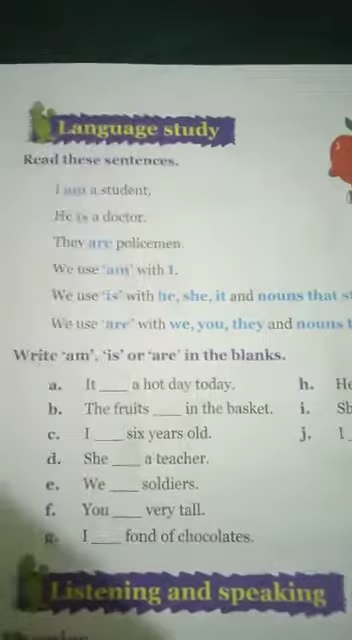 Language study
Read these sentences.
I am a student.
He is a doctor.
They are policemen.
We use 'am' with I.
We use 'is' with he, she, it and nouns that
We use 'are' with we, you, they and nouns
Write 'am', 'is' or 'are' in the blanks.
a. It ___ a hot day today. h. He
b. The fruits ___ in the basket. i.
c. I ___ six years old. j. I
d. She ___ a teacher.
e. We ___ soldiers.
f. You ___ very tall.
g. I ___ fond of chocolates.
Listening and speaking